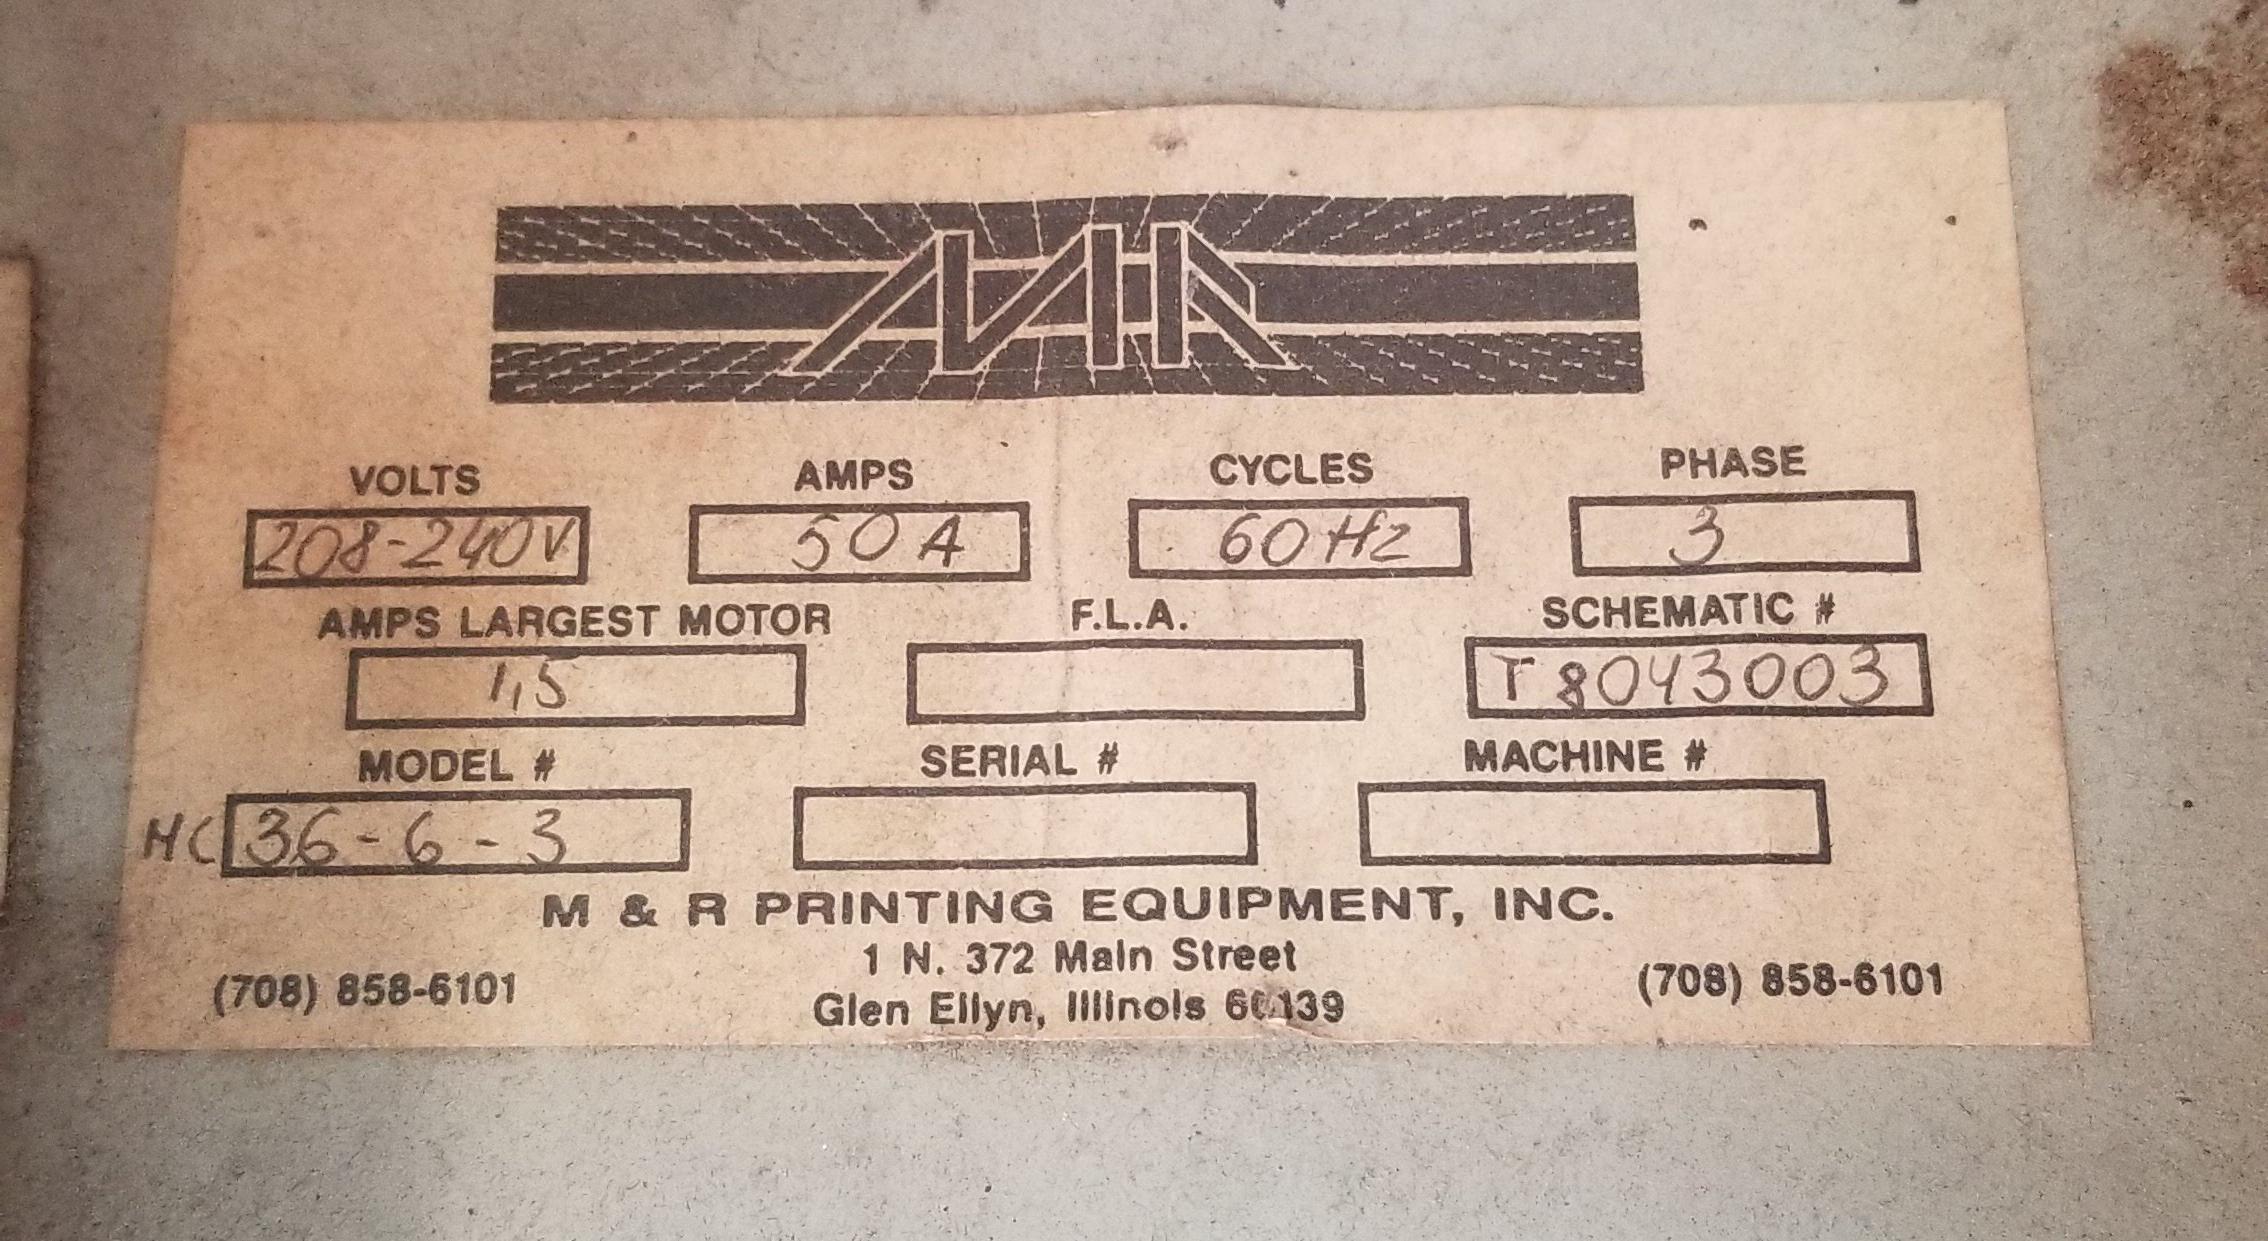 MR
VOLTS AMPS CYCLES PHASE
208-240V 50A 60Hz 3
AMPS LARGEST MOTOR F.L.A. SCHEMATIC #
1,5 T8043003
MODEL # SERIAL # MACHINE #
HC 36-6-3
M & R PRINTING EQUIPMENT, INC.
1 N. 372 Main Street
(708) 858-6101 Glen Ellyn, Illinois 60139 (708) 858-6101